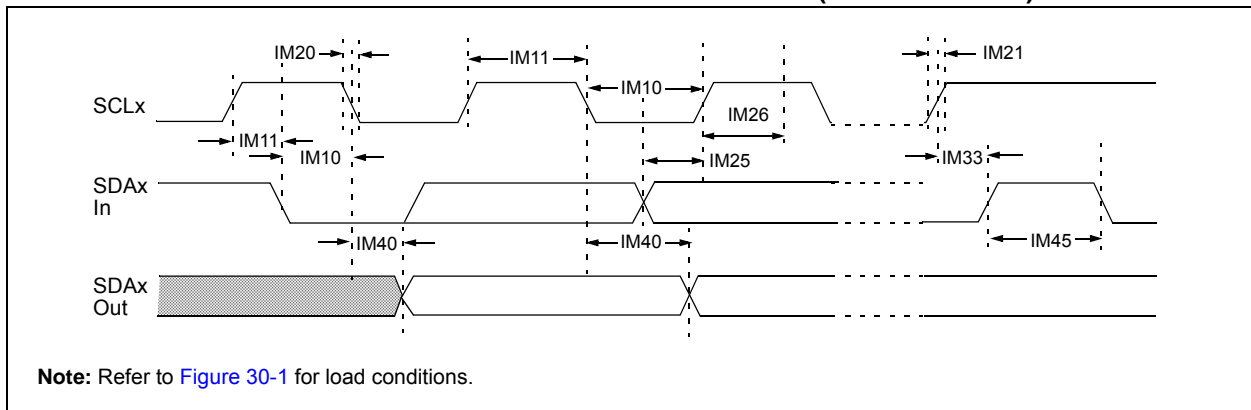 IM20
IM11
IM21
IM10
SCLx
IM26
IM11
IM10
IM25
IM33
SDAx
In
IM40
IM40
IM45
SDAx
Out
Note: Refer to Figure 30-1 for load conditions.